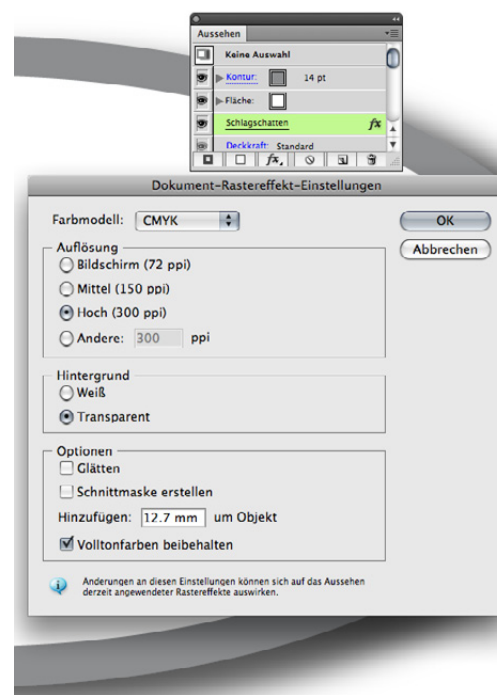 Aussehen
Keine Auswahl
Kontur: 14 pt
Fläche:
Schlagschatten fx
Deckkraft: Standard
fx
Dokument-Rastereffekt-Einstellungen
Farbmodell: CMYK
OK
Auflösung
Abbrechen
Bildschirm (72 ppi)
Mittel (150 ppi)
Hoch (300 ppi)
Andere: 300 ppi
Hintergrund
Weiß
Transparent
Optionen
Glätten
Schnittmaske erstellen
Hinzufügen: 12.7 mm um Objekt
Volltonfarben beibehalten
Änderungen an diesen Einstellungen können sich auf das Aussehen
derzeit angewendeter Rastereffekte auswirken.